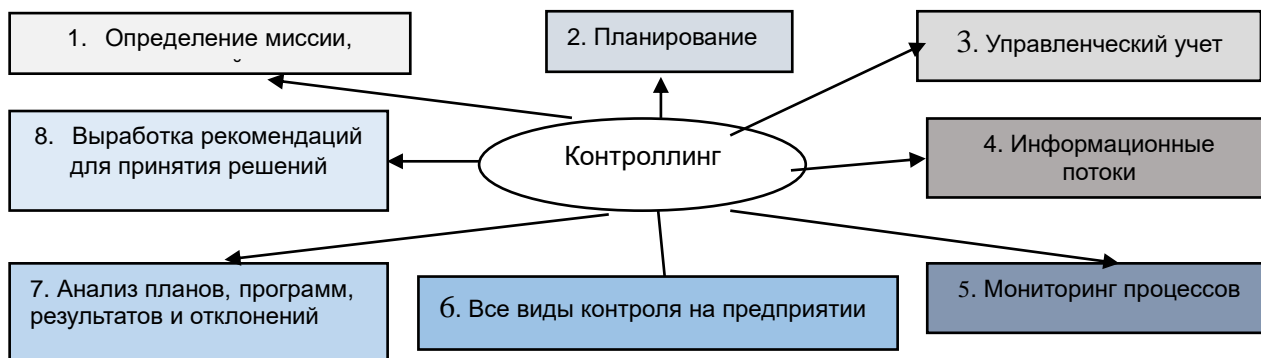 1. Определение миссии,
2. Планирование
3. Управленческий учет
8. Выработка рекомендаций
для принятия решений
Контроллинг
4. Информационные
потоки
7. Анализ планов, программ,
результатов и отклонений
6. Все виды контроля на предприятии
5. Мониторинг процессов